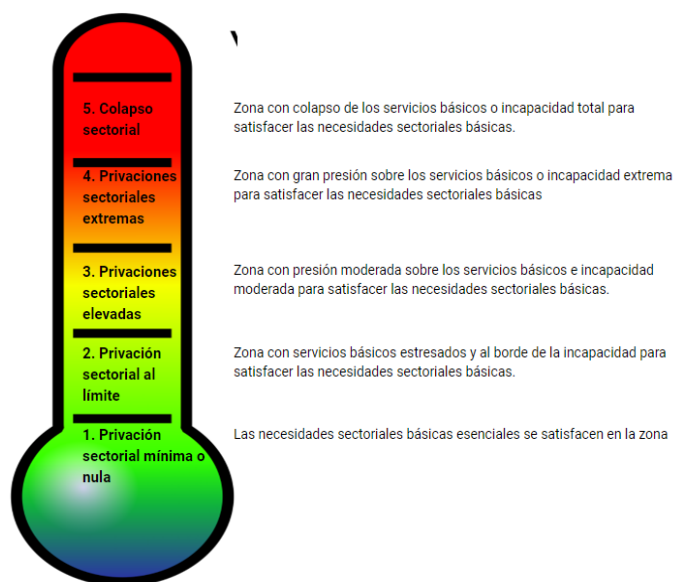 5. Colapso
sectorial
Zona con colapso de los servicios básicos o incapacidad total para
satisfacer las necesidades sectoriales básicas.
4. Privaciones
sectoriales
extremas
Zona con gran presión sobre los servicios básicos o incapacidad extrema
para satisfacer las necesidades sectoriales básicas
3. Privaciones
sectoriales
elevadas
Zona con presión moderada sobre los servicios básicos e incapacidad
moderada para satisfacer las necesidades sectoriales básicas.
2. Privación
sectorial al
límite
Zona con servicios básicos estresados y al borde de la incapacidad para
satisfacer las necesidades sectoriales básicas.
1. Privación
sectorial mínima o
nula
Las necesidades sectoriales básicas esenciales se satisfacen en la zona